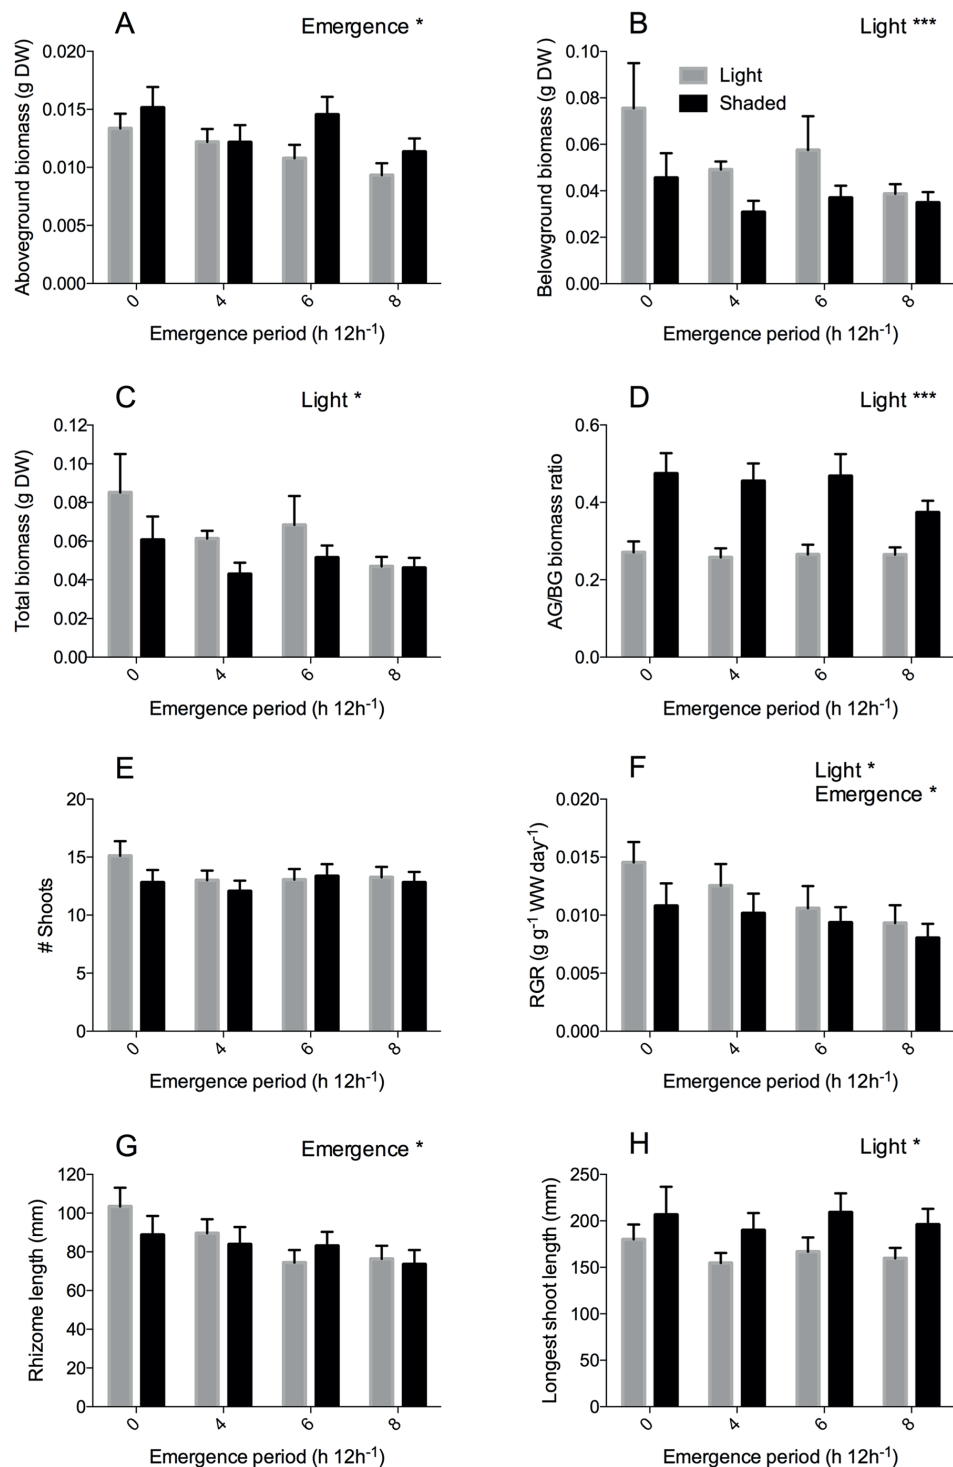 A
Emergence *
Aboveground biomass (g DW)
0.020
0.015
0.010
0.005
0.000
0
4
6
8
Emergence period (h 12h⁻¹)
B
Light ***
Belowground biomass (g DW )
0.10
0.08
0.06
0.04
0.02
0.00
Light
Shaded
0
4
6
8
Emergence period (h 12h⁻¹)
C
Light *
Total biomass (g DW)
0.12
0.10
0.08
0.06
0.04
0.02
0.00
0
4
6
8
Emergence period (h 12h⁻¹)
D
Light ***
AG/BG biomass ratio
0.6
0.4
0.2
0.0
0
4
6
8
Emergence period (h 12h⁻¹)
E
# Shoots
20
15
10
5
0
0
4
6
8
Emergence period (h 12h⁻¹)
F
Light *
Emergence *
RGR (g g⁻¹ WW day⁻¹)
0.020
0.015
0.010
0.005
0.000
0
4
6
8
Emergence period (h 12h⁻¹)
G
Emergence *
Rhizome length (mm)
120
100
80
60
40
20
0
0
4
6
8
Emergence period (h 12h⁻¹)
H
Light *
Longest shoot length (mm)
250
200
150
100
50
0
0
4
6
8
Emergence period (h 12h⁻¹)